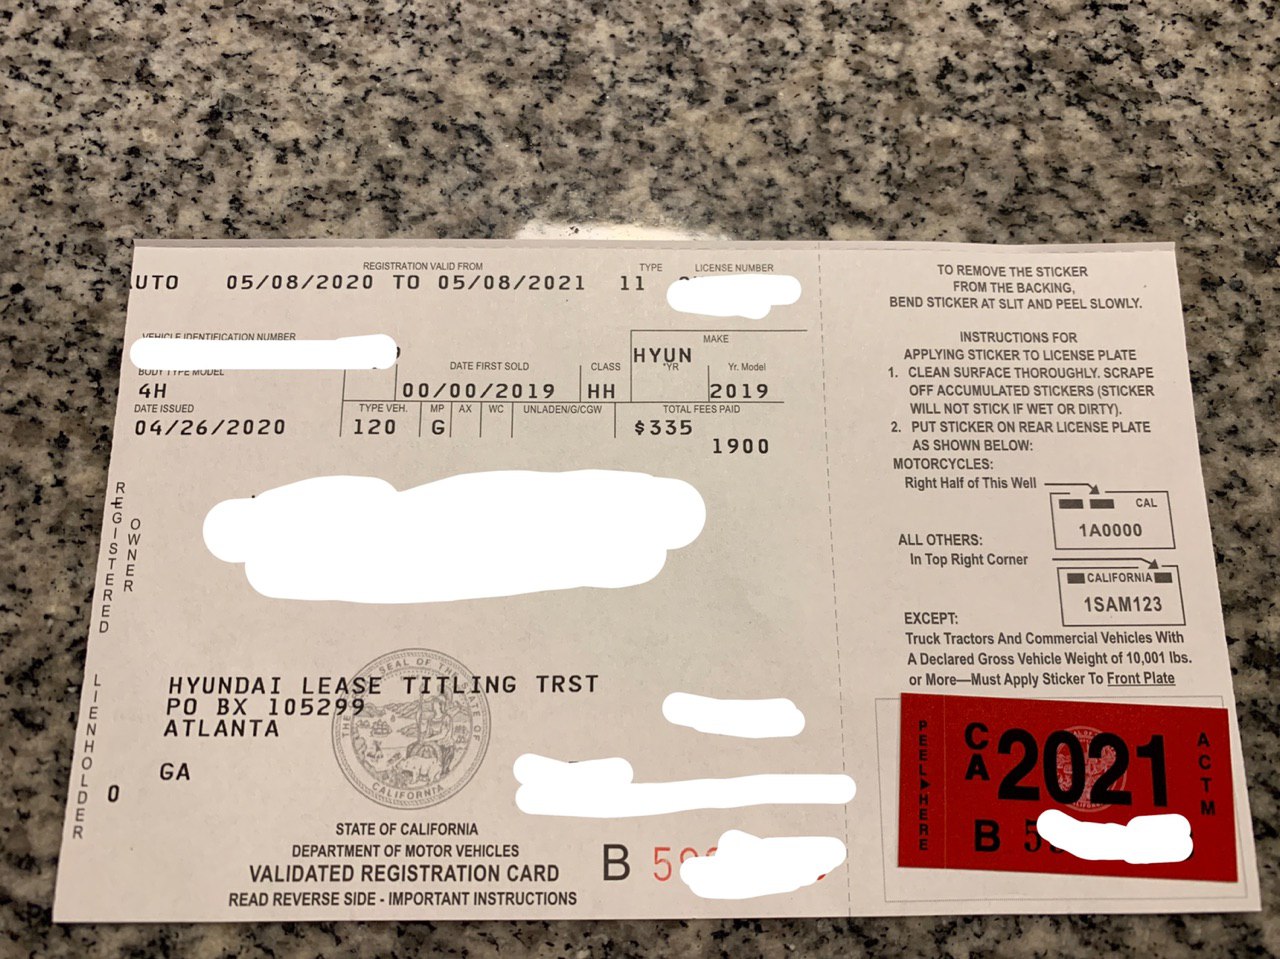 REGISTRATION VALID FROM
TYPE
LICENSE NUMBER
UTO 05/08/2020 TO 05/08/2021 11
VEHICLE IDENTIFICATION NUMBER
MAKE
HYUN
BODY TYPE MODEL
DATE FIRST SOLD
CLASS
YR
Yr. Model
4H
00/00/2019
HH
2019
DATE ISSUED
TYPE VEH.
MP
AX
WC
UNLADEN/G/CGW
TOTAL FEES PAID
04/26/2020
120
G
$335
1900
REGISTERED
OWNER
HYUNDAI LEASE TITLING TRST
PO BX 105299
ATLANTA
GA
LIENHOLDER
0
SEAL OF THE STATE OF
CALIFORNIA
STATE OF CALIFORNIA
DEPARTMENT OF MOTOR VEHICLES
VALIDATED REGISTRATION CARD
READ REVERSE SIDE - IMPORTANT INSTRUCTIONS
B
TO REMOVE THE STICKER
FROM THE BACKING,
BEND STICKER AT SLIT AND PEEL SLOWLY.
INSTRUCTIONS FOR
APPLYING STICKER TO LICENSE PLATE
1. CLEAN SURFACE THOROUGHLY. SCRAPE
OFF ACCUMULATED STICKERS (STICKER
WILL NOT STICK IF WET OR DIRTY).
2. PUT STICKER ON REAR LICENSE PLATE
AS SHOWN BELOW:
MOTORCYCLES:
Right Half of This Well
CAL
1A0000
ALL OTHERS:
In Top Right Corner
CALIFORNIA
1SAM123
EXCEPT:
Truck Tractors And Commercial Vehicles With
A Declared Gross Vehicle Weight of 10,001 lbs.
or More—Must Apply Sticker To Front Plate
PEEL HERE
CA
2021
ACTM
B